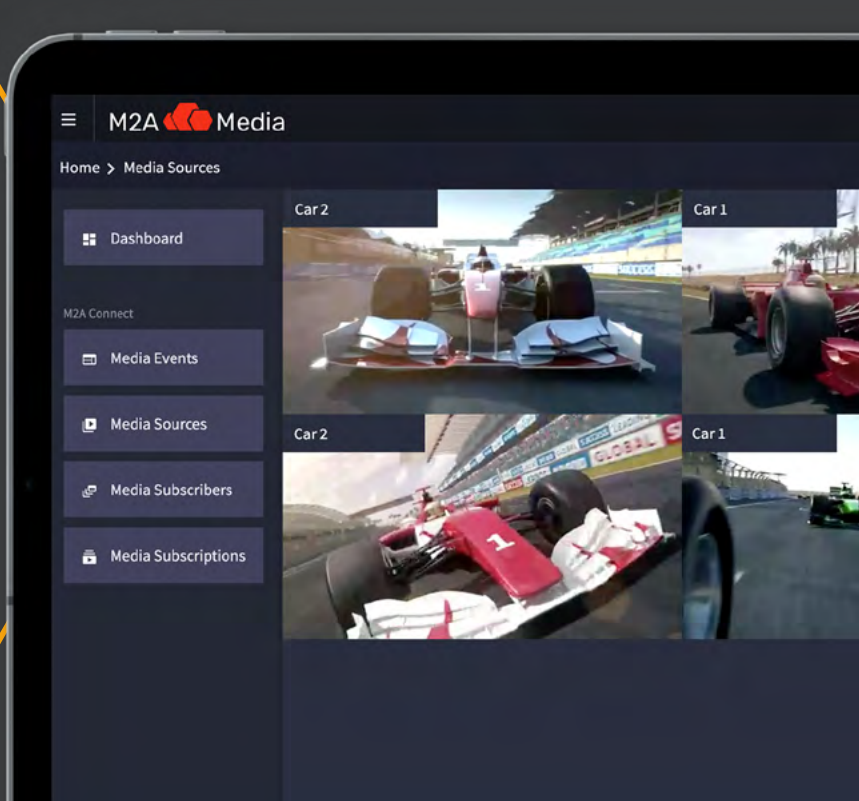 M2A Media
Home > Media Sources
Dashboard
M2A Connect
Media Events
Media Sources
Media Subscribers
Media Subscriptions
Car 2
1
Car 1
Car 2
GLOBAL
1
Car 1